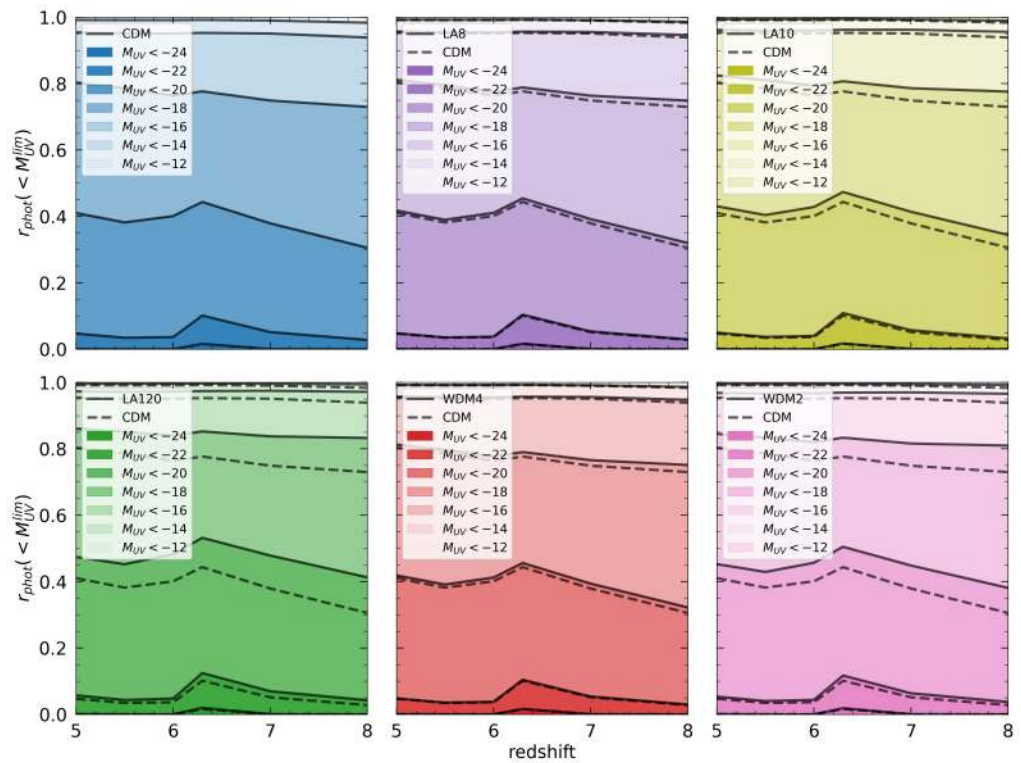 CDM
M_UV < −24
M_UV < −22
M_UV < −20
M_UV < −18
M_UV < −16
M_UV < −14
M_UV < −12
LA8
CDM
M_UV < −24
M_UV < −22
M_UV < −20
M_UV < −18
M_UV < −16
M_UV < −14
M_UV < −12
LA10
CDM
M_UV < −24
M_UV < −22
M_UV < −20
M_UV < −18
M_UV < −16
M_UV < −14
M_UV < −12
1.0
0.8
0.6
0.4
0.2
0.0
r_phot(< M_UV^lim)
LA120
CDM
M_UV < −24
M_UV < −22
M_UV < −20
M_UV < −18
M_UV < −16
M_UV < −14
M_UV < −12
WDM4
CDM
M_UV < −24
M_UV < −22
M_UV < −20
M_UV < −18
M_UV < −16
M_UV < −14
M_UV < −12
WDM2
CDM
M_UV < −24
M_UV < −22
M_UV < −20
M_UV < −18
M_UV < −16
M_UV < −14
M_UV < −12
1.0
0.8
0.6
0.4
0.2
0.0
r_phot(< M_UV^lim)
5 6 7 8
5 6 7 8
5 6 7 8
redshift